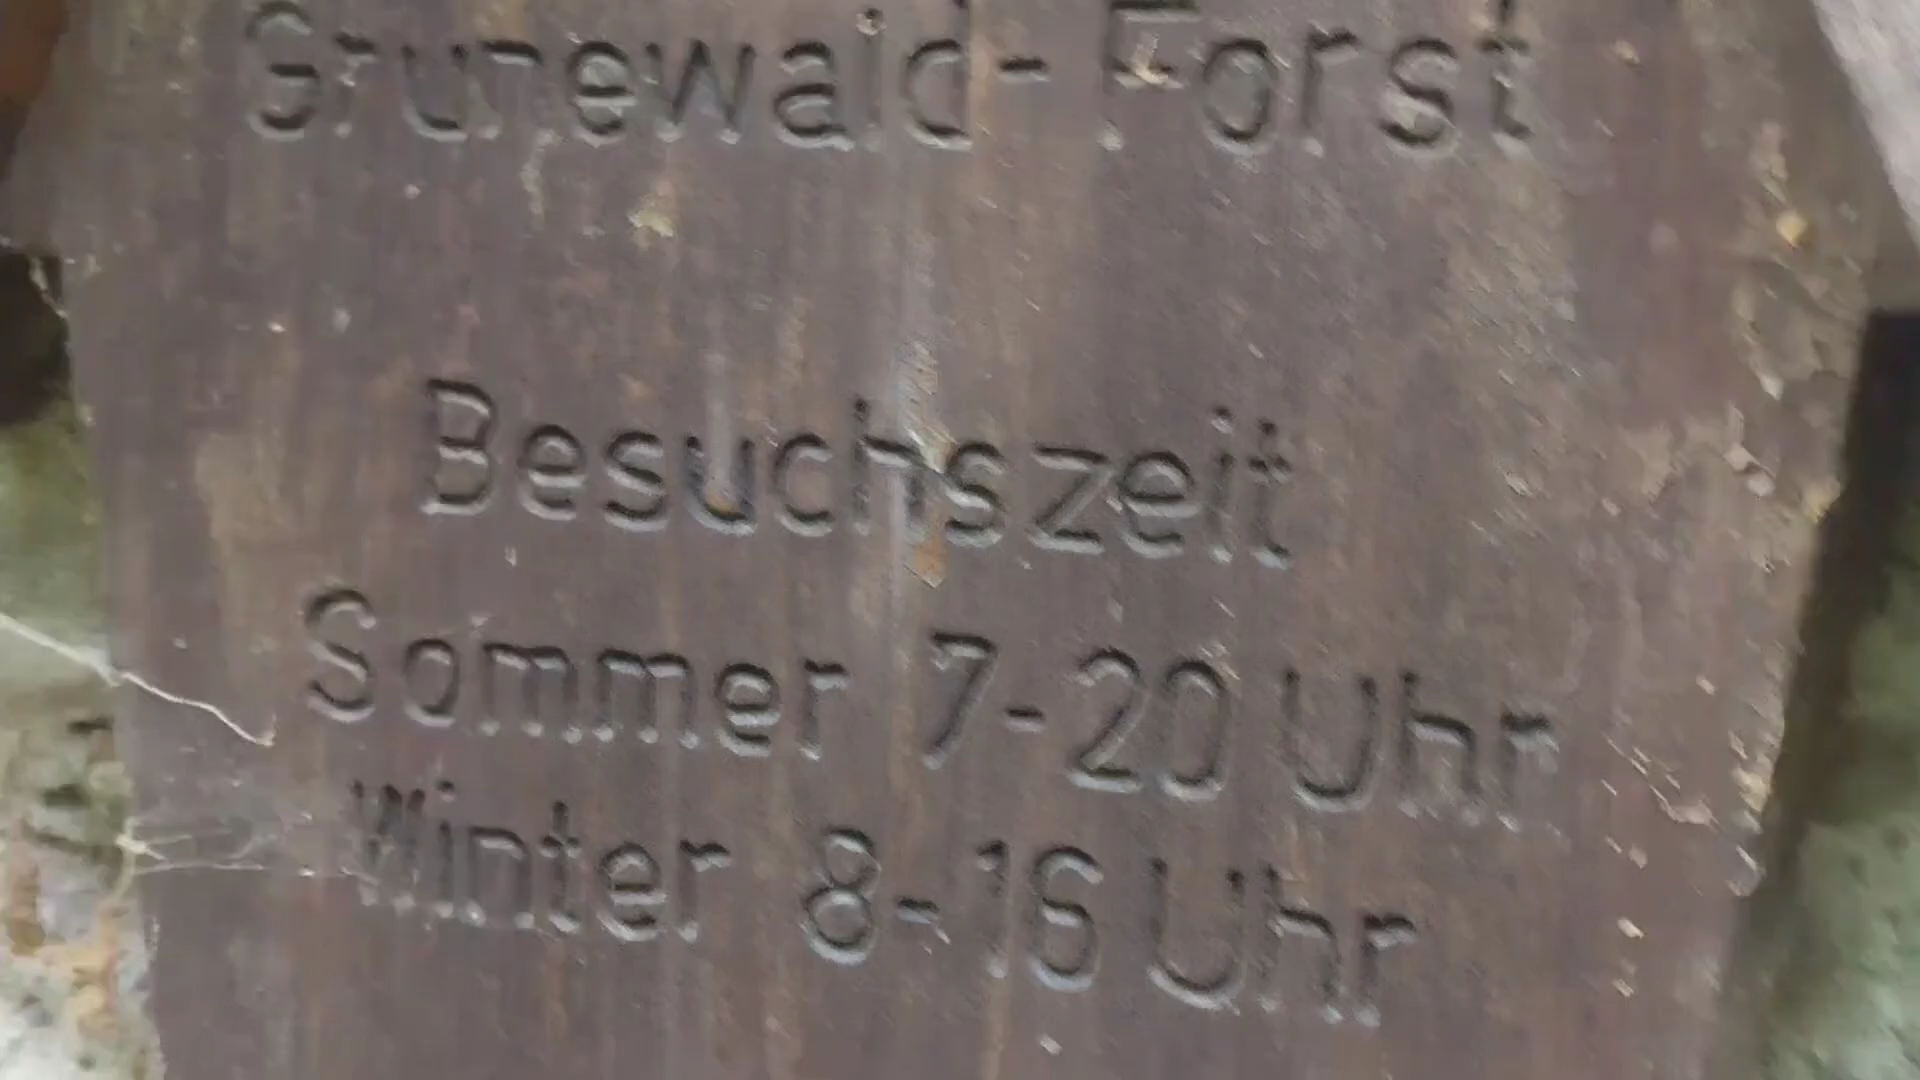 Grunewald-Forst
Besuchszeit
Sommer 7-20 Uhr
Winter 8-16 Uhr